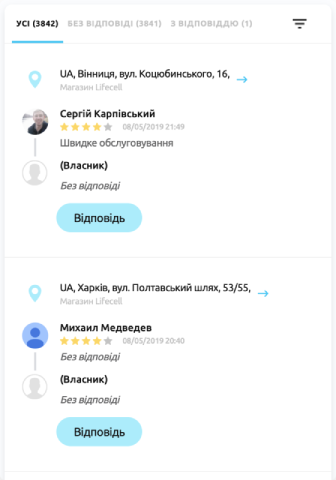 УСІ (3842) БЕЗ ВІДПОВІДІ (3841) З ВІДПОВІДДЮ (1)
UA, Вінниця, вул. Коцюбинського, 16, →
Магазин Lifecell
Сергій Карпівський
08/05/2019 21:49
Швидке обслуговування
(Власник)
Без відповіді
Відповідь
UA, Харків, вул. Полтавський шлях, 53/55, →
Магазин Lifecell
Михаил Медведев
08/05/2019 20:40
Без відповіді
(Власник)
Без відповіді
Відповідь